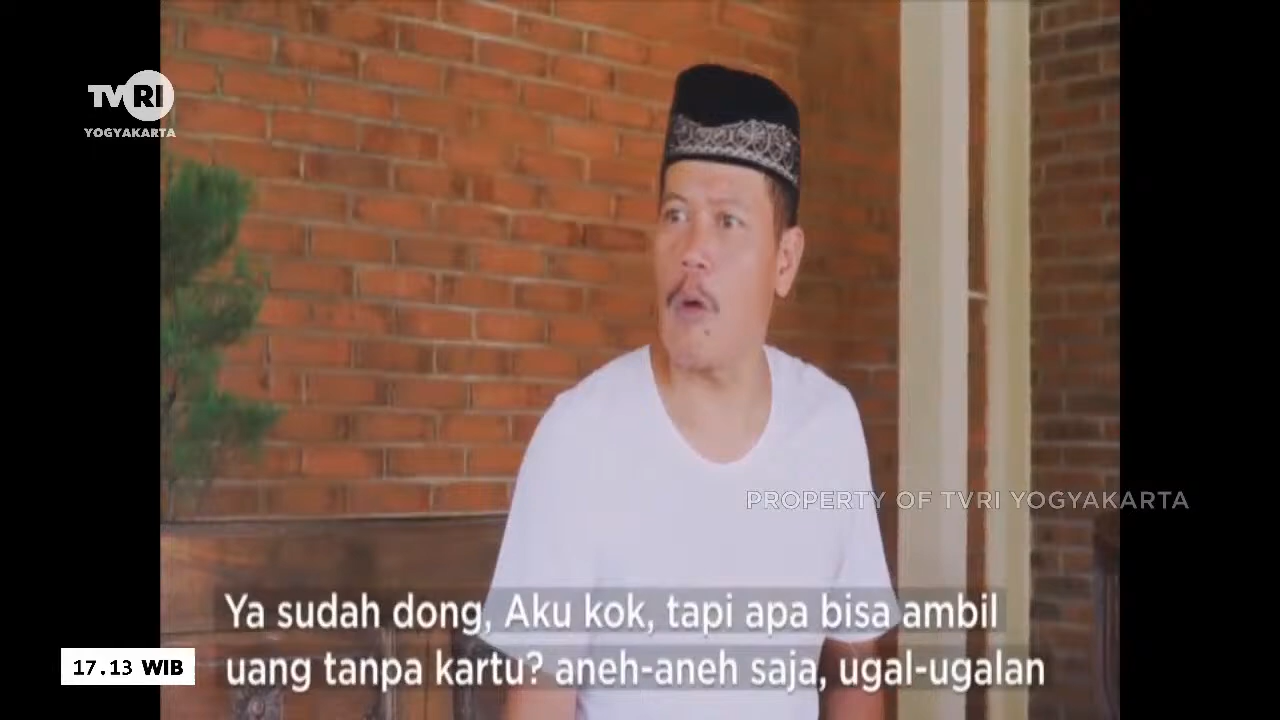 TVRI
YOGYAKARTA
PROPERTY OF TVRI YOGYAKARTA
Ya sudah dong, Aku kok, tapi apa bisa ambil
uang tanpa kartu? aneh-aneh saja, ugal-ugalan
17.13 WIB